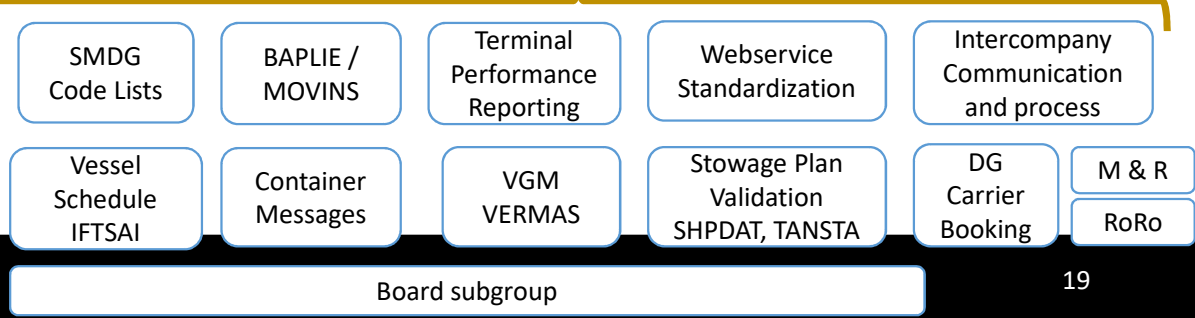 SMDG
Code Lists
BAPLIE /
MOVINS
Terminal
Performance
Reporting
Webservice
Standardization
Intercompany
Communication
and process
Vessel
Schedule
IFTSAI
Container
Messages
VGM
VERMAS
Stowage Plan
Validation
SHPDAT, TANSTA
DG
Carrier
Booking
M & R
RoRo
Board subgroup
19